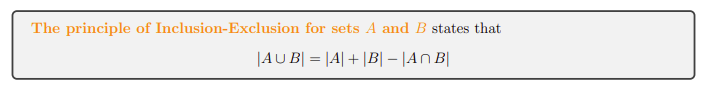 The principle of Inclusion-Exclusion for sets A and B states that
|A ∪ B| = |A| + |B| − |A ∩ B|